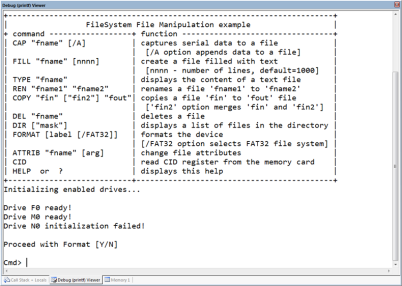 Debug (printf) Viewer
+-----------------------------------------------------------+
| FileSystem File Manipulation example |
+ command ------------------+ function ---------------------+
| CAP "fname" [/A] | captures serial data to a file |
| | [/A option appends data to a file] |
| FILL "fname" [nnnn] | create a file filled with text |
| | [nnnn - number of lines, default=1000] |
| TYPE "fname" | displays the content of a text file |
| REN "fname1" "fname2" | renames a file 'fname1' to 'fname2' |
| COPY "fin" ["fin2"] "fout"| copies a file 'fin' to 'fout' file |
| | ['fin2' option merges 'fin' and 'fin2'] |
| DEL "fname" | deletes a file |
| DIR ["mask"] | displays a list of files in the directory |
| FORMAT [label [/FAT32]] | formats the device |
| | [/FAT32 option selects FAT32 file system] |
| ATTRIB "fname" [arg] | change file attributes |
| CID | read CID register from the memory card |
| HELP or ? | displays this help |
+---------------------------+-------------------------------+
Initializing enabled drives...
Drive F0 ready!
Drive M0 ready!
Drive N0 initialization failed!
Proceed with Format [Y/N]
Cmd> |
Call Stack + Locals Debug (printf) Viewer Memory 1